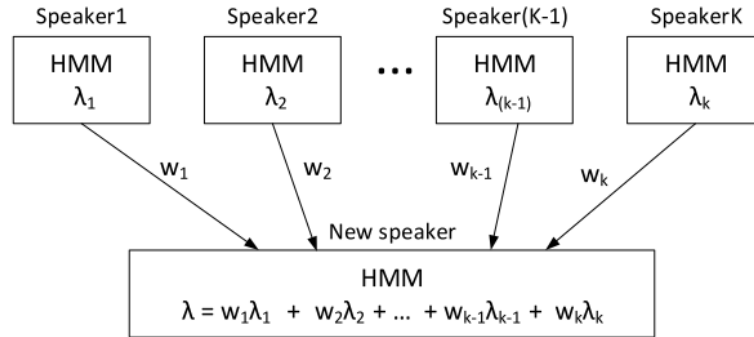 Speaker1 Speaker2 Speaker(K-1) SpeakerK
HMM HMM ... HMM HMM
λ₁ λ₂ λ₍ₖ₋₁₎ λₖ
w₁ w₂ wₖ₋₁ wₖ
New speaker
HMM
λ = w₁λ₁ + w₂λ₂ + ... + wₖ₋₁λₖ₋₁ + wₖλₖ